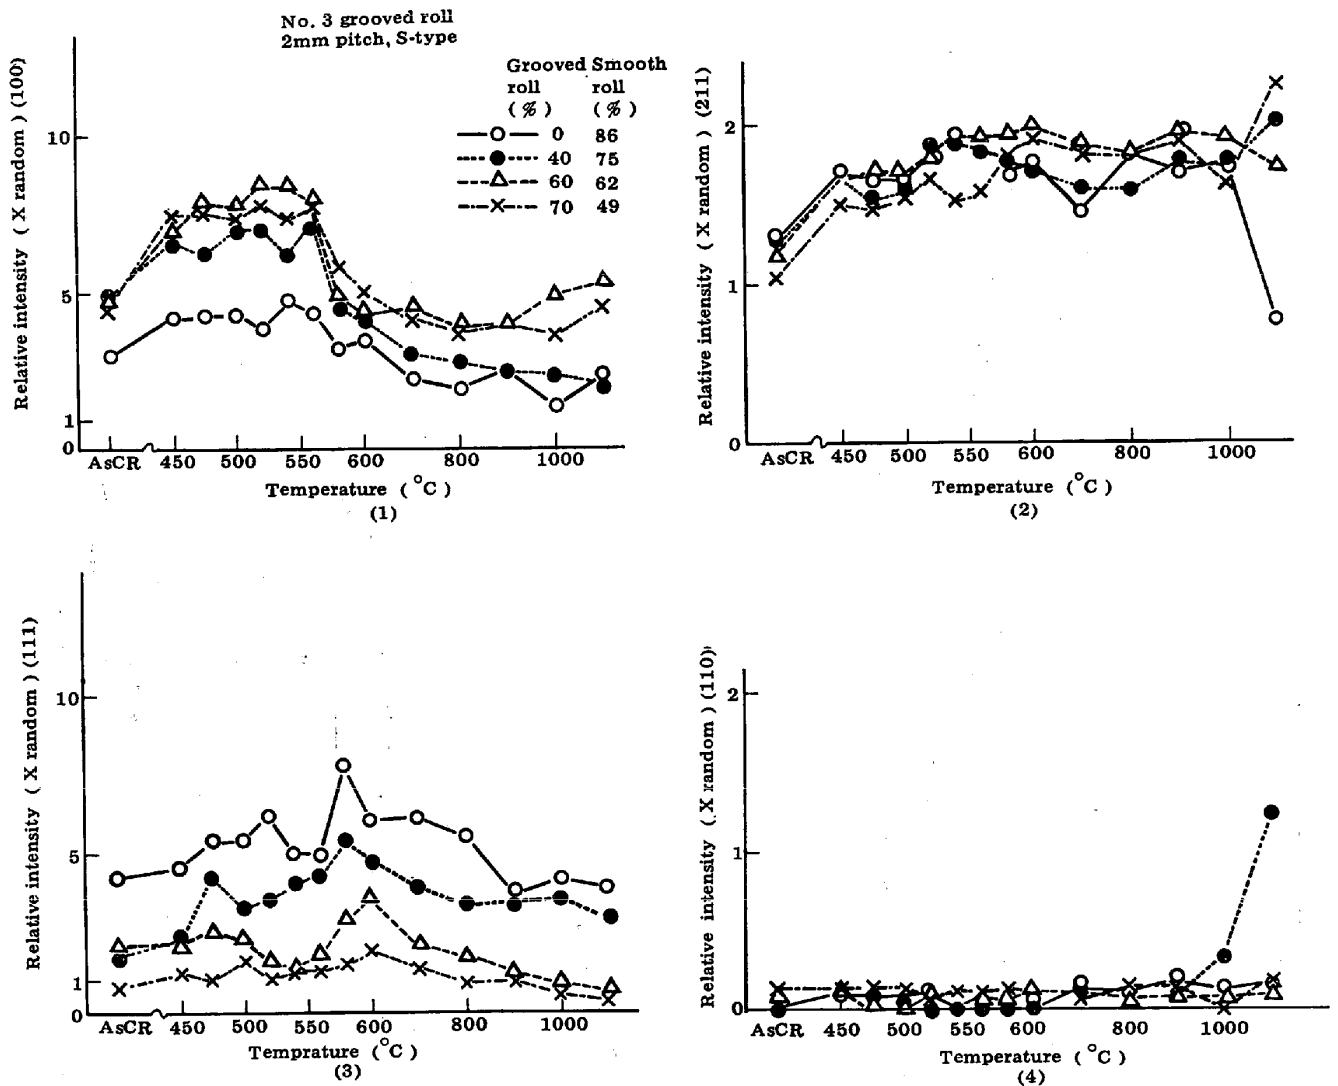 No. 3 grooved roll
2mm pitch, S-type
Grooved Smooth
roll roll
(%) (%)
0 86
40 75
60 62
70 49
Relative intensity ( X random ) (100)
10
5
1
0
AsCR 450 500 550 600 800 1000
Temperature ( °C )
(1)
Relative intensity ( X random ) (211)
2
1
0
AsCR 450 500 550 600 800 1000
Temperature ( °C )
(2)
Relative intensity ( X random ) (111)
10
5
1
0
AsCR 450 500 550 600 800 1000
Temprature ( °C )
(3)
Relative intensity ( X random ) (110)
2
1
0
AsCR 450 500 550 600 800 1000
Temperature ( °C )
(4)